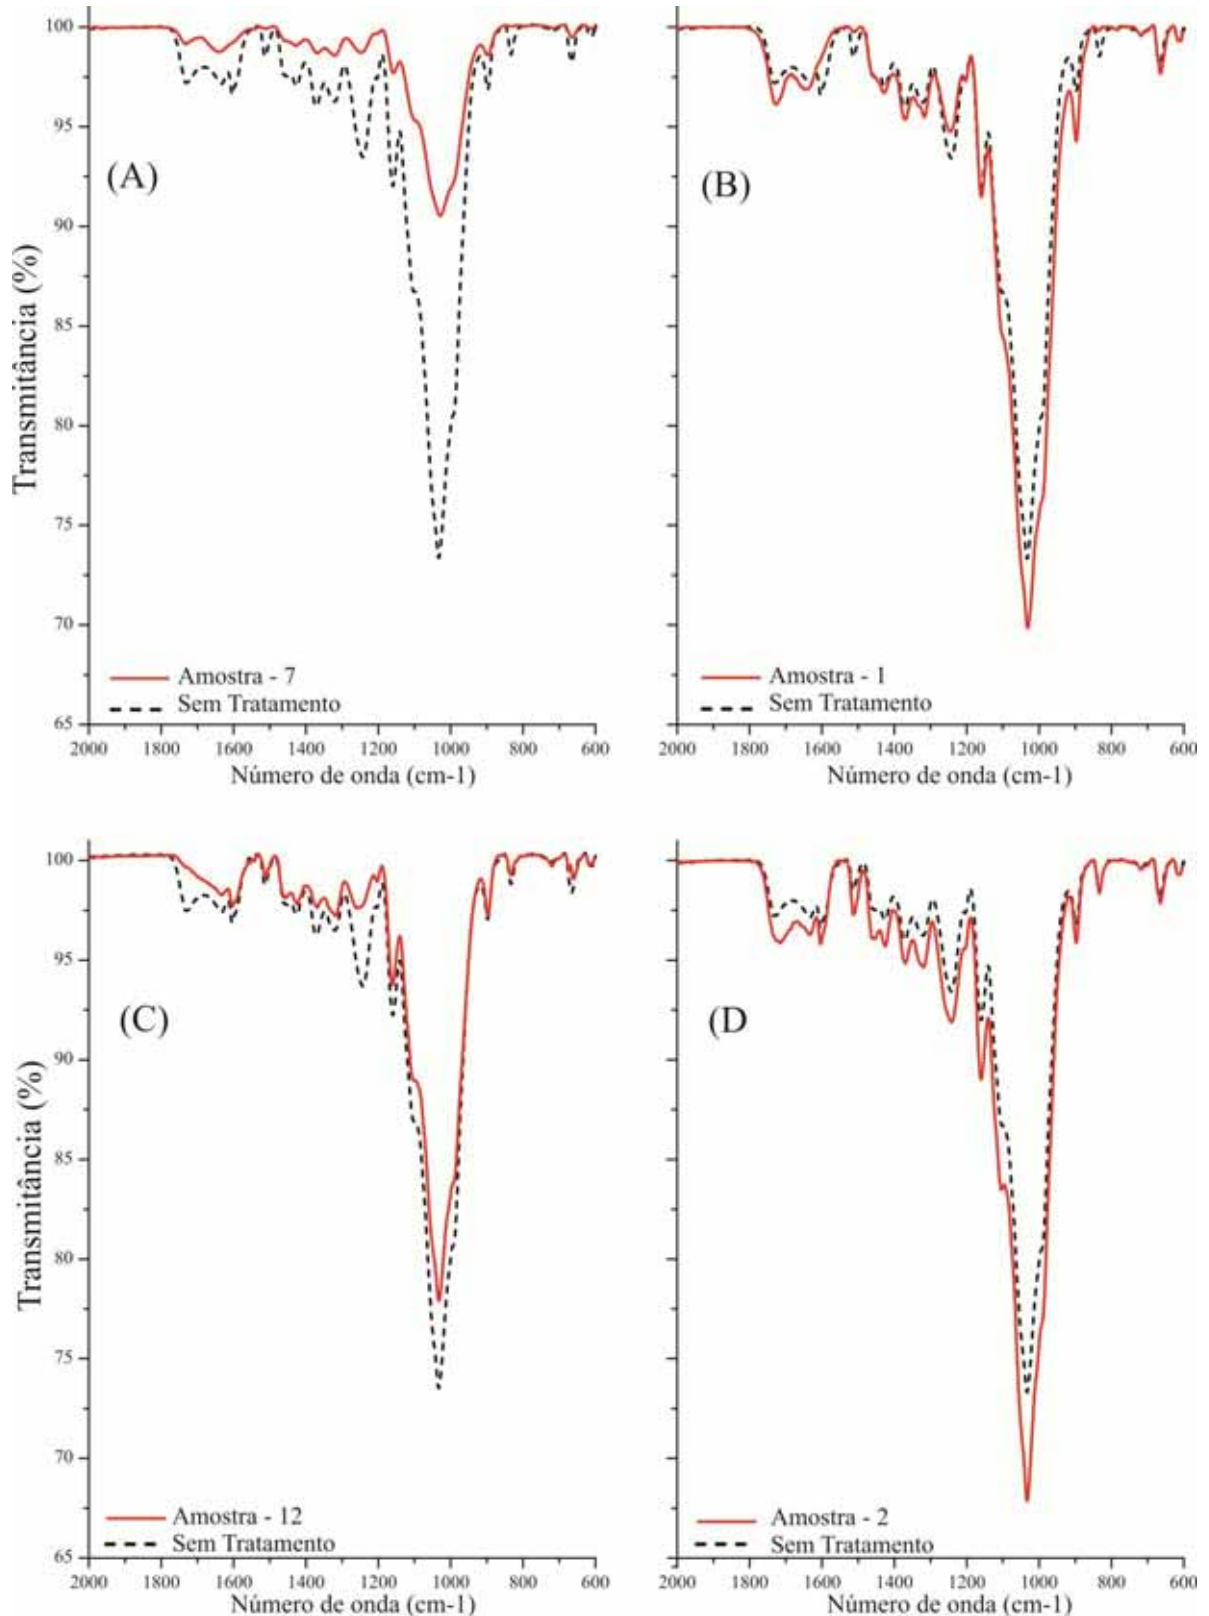 100
95
90
85
80
75
70
65
Transmitância (%)
(A)
Amostra - 7
Sem Tratamento
2000 1800 1600 1400 1200 1000 800 600
Número de onda (cm-1)
(B)
Amostra - 1
Sem Tratamento
2000 1800 1600 1400 1200 1000 800 600
Número de onda (cm-1)
100
95
90
85
80
75
70
65
Transmitância (%)
(C)
Amostra - 12
Sem Tratamento
2000 1800 1600 1400 1200 1000 800 600
Número de onda (cm-1)
(D
Amostra - 2
Sem Tratamento
2000 1800 1600 1400 1200 1000 800 600
Número de onda (cm-1)